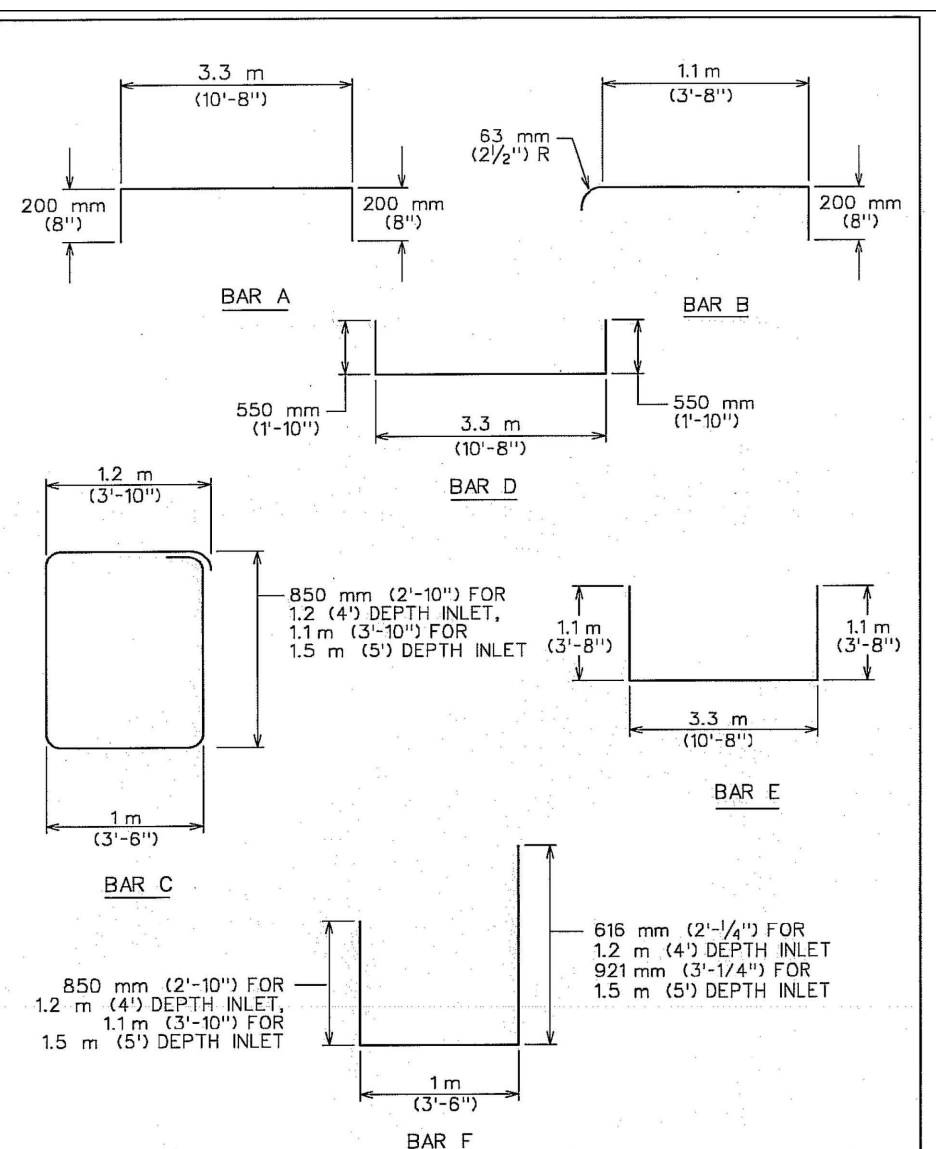 3.3 m
(10'-8")
200 mm
(8")
200 mm
(8")
BAR A
1.1 m
(3'-8")
63 mm
(2 1/2") R
200 mm
(8")
BAR B
550 mm
(1'-10")
3.3 m
(10'-8")
550 mm
(1'-10")
BAR D
1.2 m
(3'-10")
850 mm (2'-10") FOR
1.2 (4') DEPTH INLET,
1.1 m (3'-10") FOR
1.5 m (5') DEPTH INLET
1 m
(3'-6")
BAR C
1.1 m
(3'-8")
1.1 m
(3'-8")
3.3 m
(10'-8")
BAR E
850 mm (2'-10") FOR
1.2 m (4') DEPTH INLET,
1.1 m (3'-10") FOR
1.5 m (5') DEPTH INLET
616 mm (2'-1/4") FOR
1.2 m (4') DEPTH INLET
921 mm (3'-1/4") FOR
1.5 m (5') DEPTH INLET
1 m
(3'-6")
BAR F